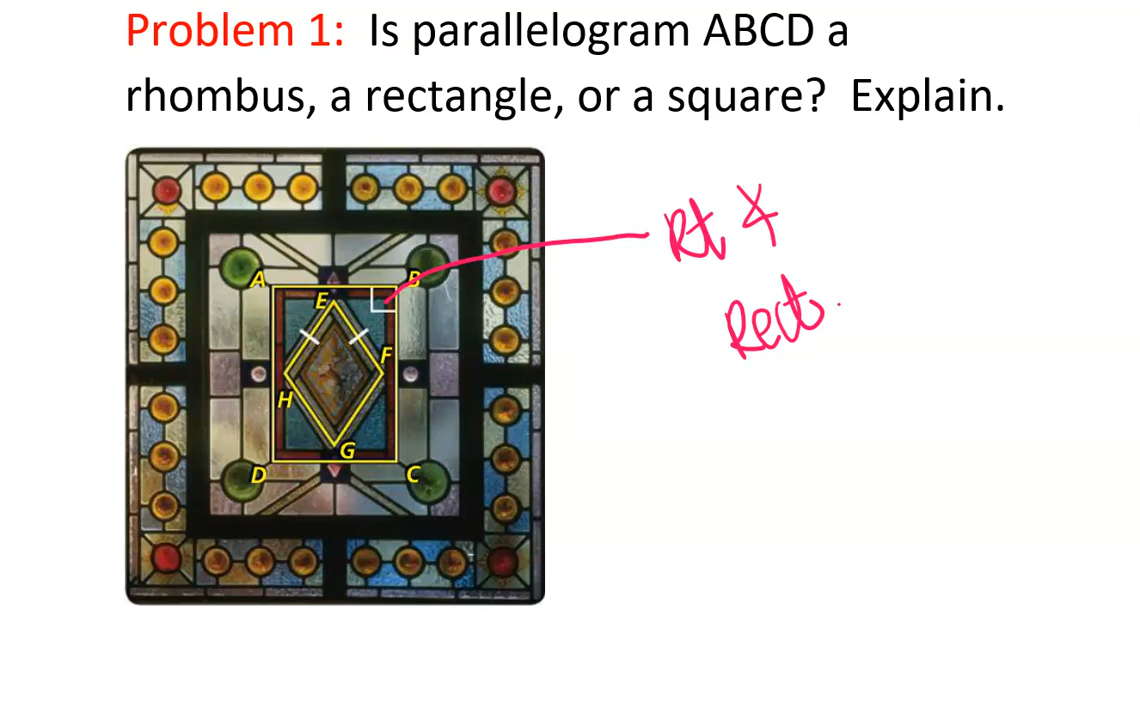 Problem 1: Is parallelogram ABCD a
rhombus, a rectangle, or a square? Explain.
A B
E
F
H
G
D C
Rt ∡
Rect.